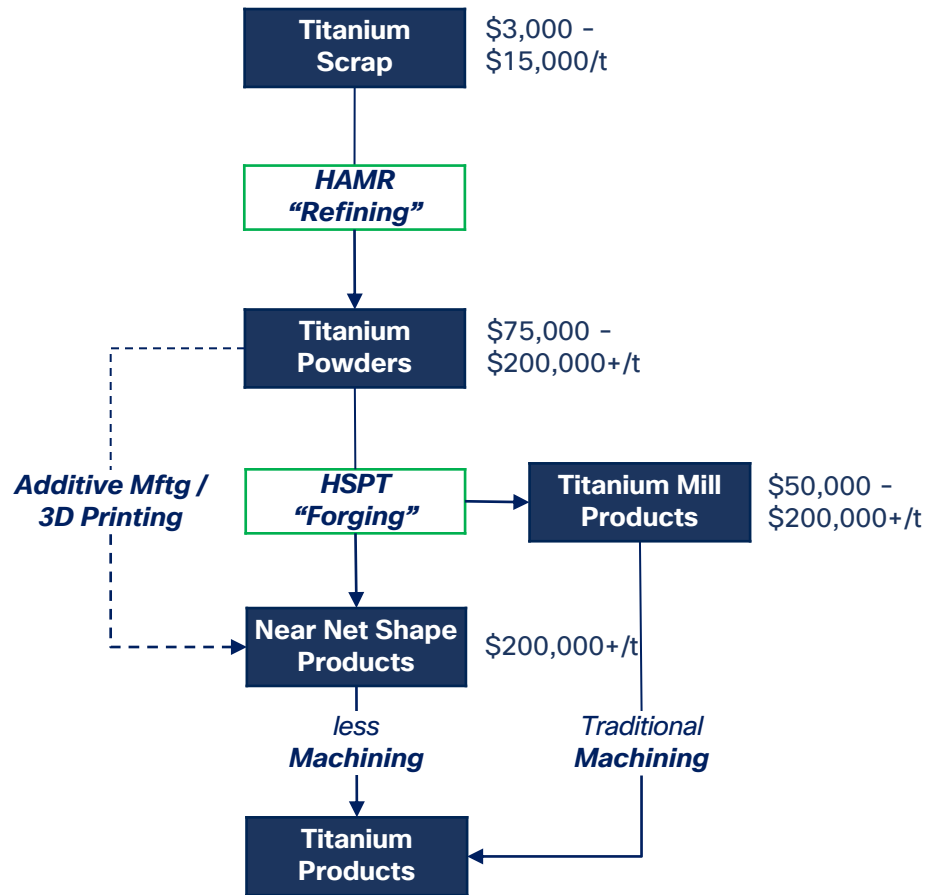 Titanium
Scrap
$3,000 –
$15,000/t
HAMR
“Refining”
Titanium
Powders
$75,000 –
$200,000+/t
Additive Mftg /
3D Printing
HSPT
“Forging”
Titanium Mill
Products
$50,000 –
$200,000+/t
Near Net Shape
Products
$200,000+/t
less
Machining
Traditional
Machining
Titanium
Products